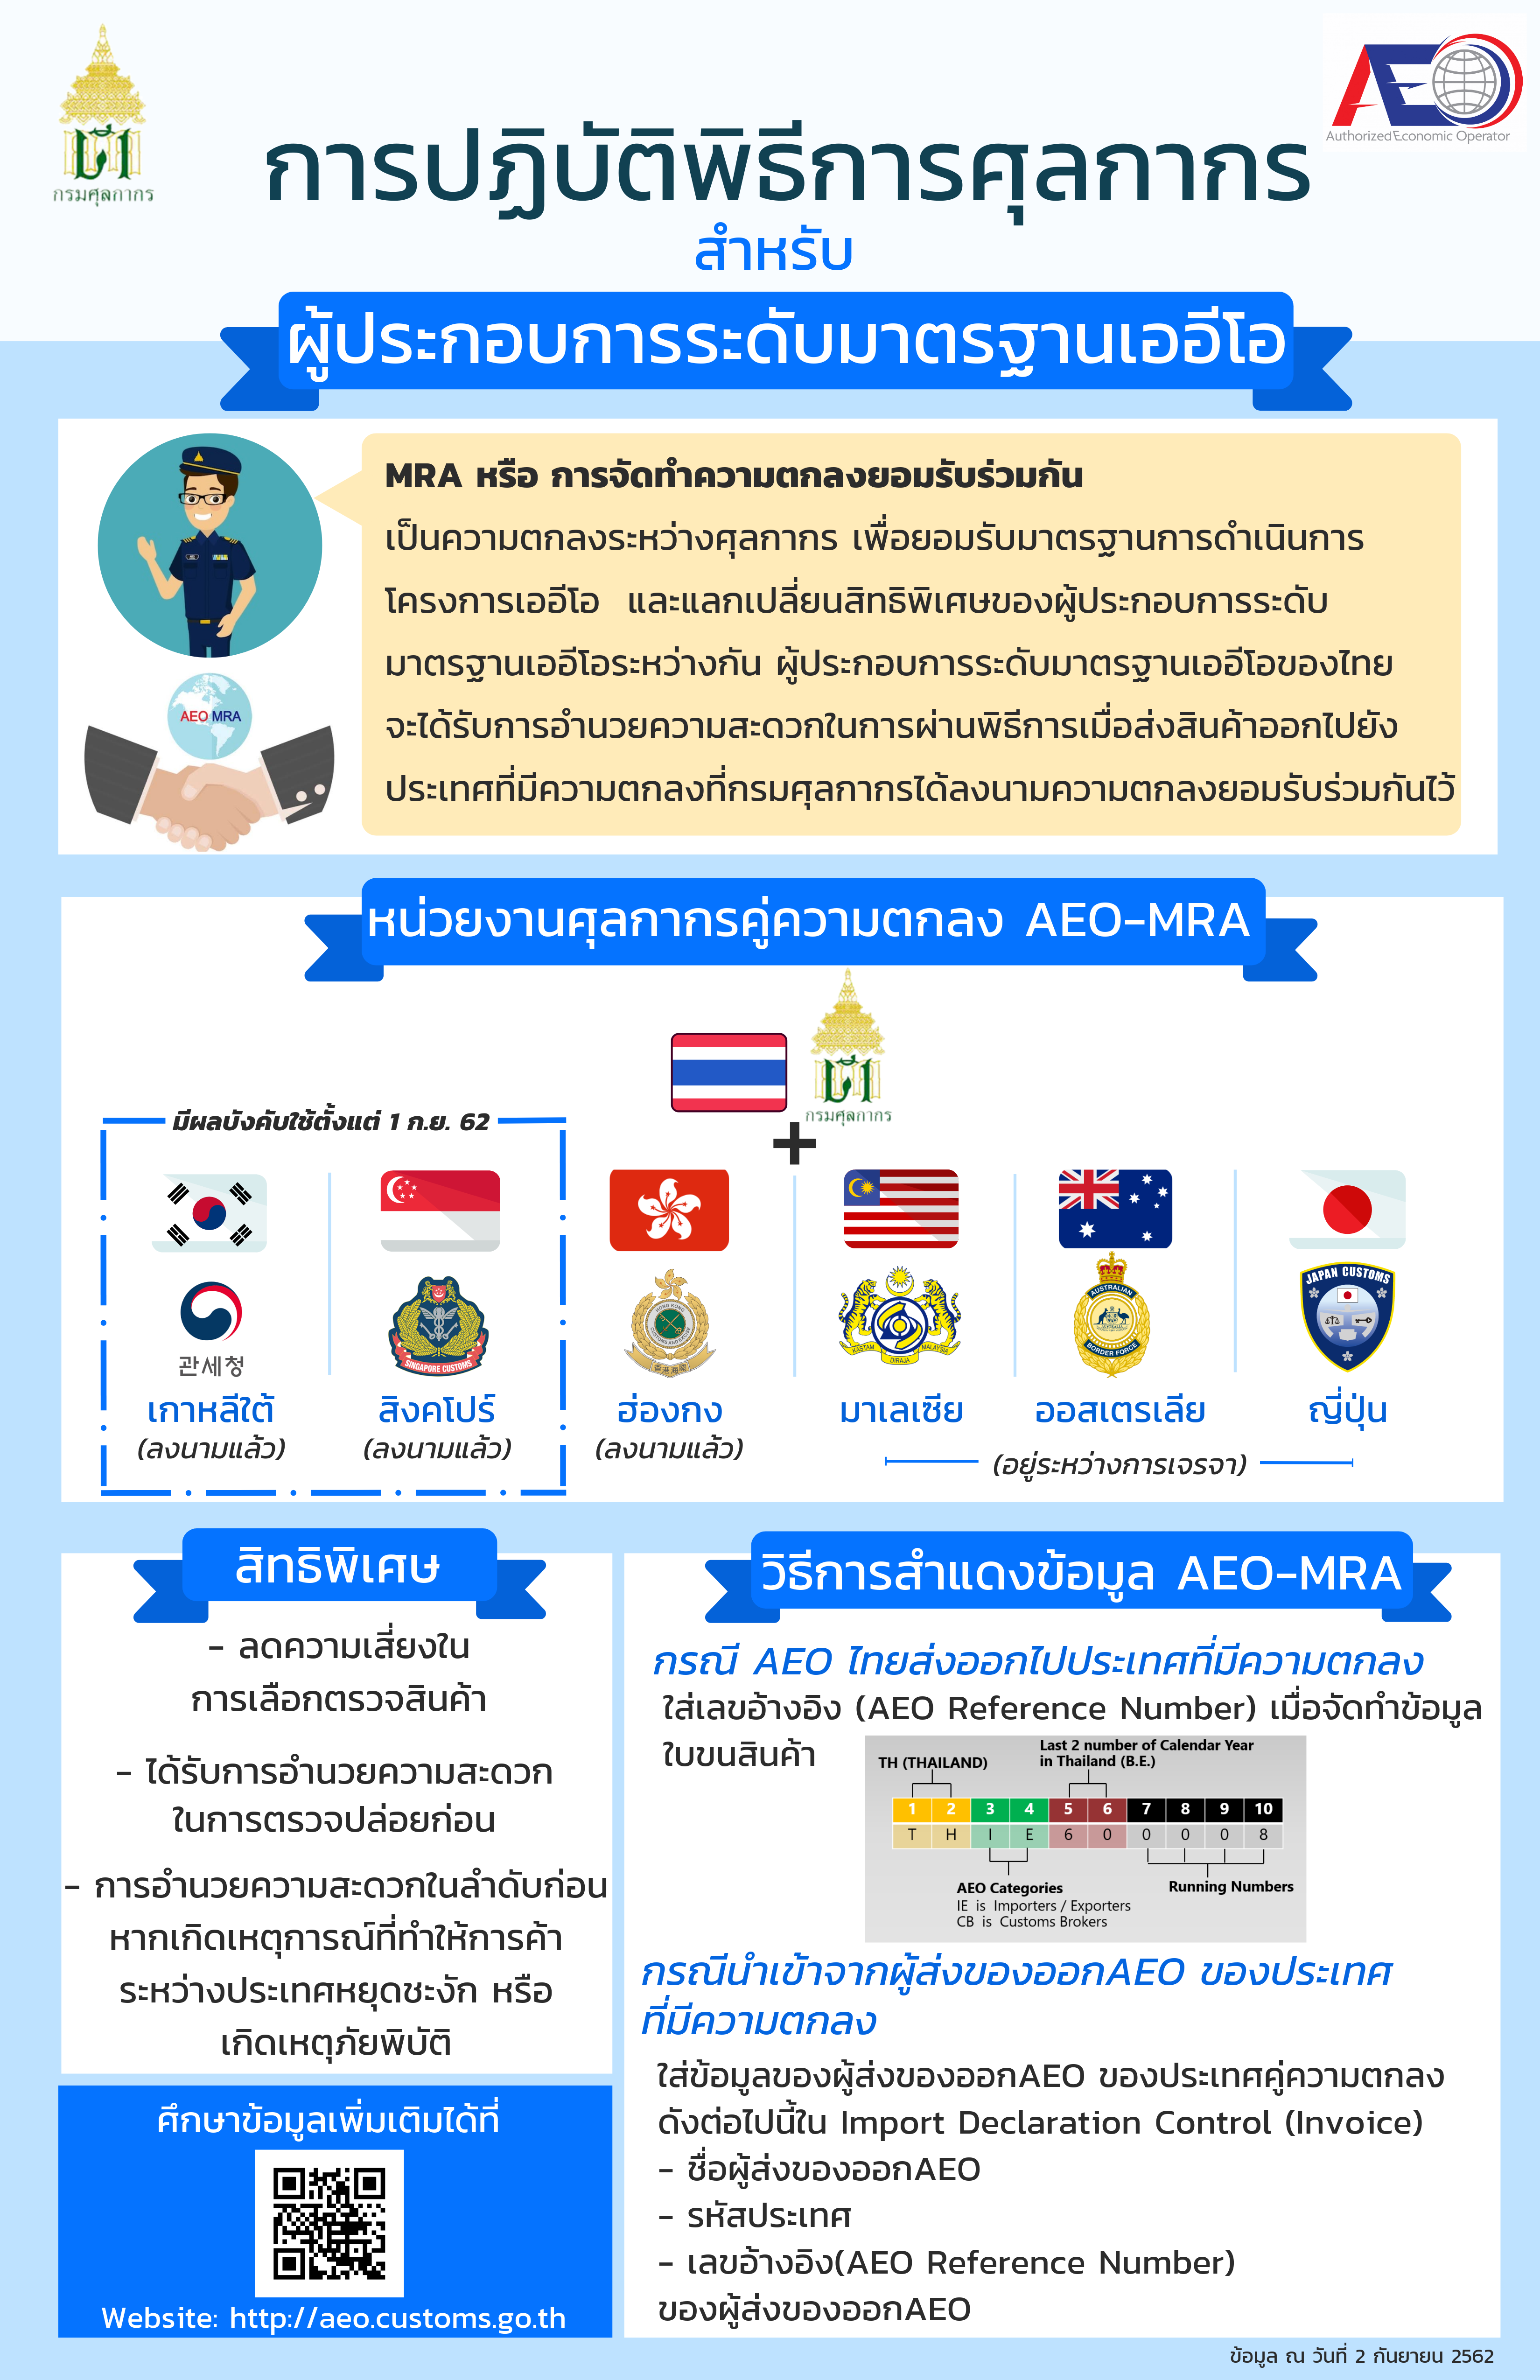 กรมศุลกากร
AEO
Authorized Economic Operator
การปฏิบัติพิธีการศุลกากร
สำหรับ
ผู้ประกอบการระดับมาตรฐานเออีโอ
MRA หรือ การจัดทำความตกลงยอมรับร่วมกัน
เป็นความตกลงระหว่างศุลกากร เพื่อยอมรับมาตรฐานการดำเนินการ
โครงการเออีโอ และแลกเปลี่ยนสิทธิพิเศษของผู้ประกอบการระดับ
มาตรฐานเออีโอระหว่างกัน ผู้ประกอบการระดับมาตรฐานเออีโอของไทย
จะได้รับการอำนวยความสะดวกในการผ่านพิธีการเมื่อส่งสินค้าออกไปยัง
ประเทศที่มีความตกลงที่กรมศุลกากรได้ลงนามความตกลงยอมรับร่วมกันไว้
AEO MRA
หน่วยงานศุลกากรคู่ความตกลง AEO-MRA
กรมศุลกากร
+
มีผลบังคับใช้ตั้งแต่ 1 ก.ย. 62
관세청
SINGAPORE CUSTOMS
HONG KONG
CUSTOMS AND EXCISE
香港海關
KASTAM DIRAJA MALAYSIA
AUSTRALIAN
AUSTRALIA
BORDER FORCE
JAPAN CUSTOMS
เกาหลีใต้
สิงคโปร์
ฮ่องกง
มาเลเซีย
ออสเตรเลีย
ญี่ปุ่น
(ลงนามแล้ว)
(ลงนามแล้ว)
(ลงนามแล้ว)
(อยู่ระหว่างการเจรจา)
สิทธิพิเศษ
- ลดความเสี่ยงใน
การเลือกตรวจสินค้า
- ได้รับการอำนวยความสะดวก
ในการตรวจปล่อยก่อน
- การอำนวยความสะดวกในลำดับก่อน
หากเกิดเหตุการณ์ที่ทำให้การค้า
ระหว่างประเทศหยุดชะงัก หรือ
เกิดเหตุภัยพิบัติ
ศึกษาข้อมูลเพิ่มเติมได้ที่
Website: http://aeo.customs.go.th
วิธีการสำแดงข้อมูล AEO-MRA
กรณี AEO ไทยส่งออกไปประเทศที่มีความตกลง
ใส่เลขอ้างอิง (AEO Reference Number) เมื่อจัดทำข้อมูล
ใบขนสินค้า
TH (THAILAND)
Last 2 number of Calendar Year
in Thailand (B.E.)
1 2 3 4 5 6 7 8 9 10
T H I E 6 0 0 0 0 8
AEO Categories
IE is Importers / Exporters
CB is Customs Brokers
Running Numbers
กรณีนำเข้าจากผู้ส่งของออกAEO ของประเทศ
ที่มีความตกลง
ใส่ข้อมูลของผู้ส่งของออกAEO ของประเทศคู่ความตกลง
ดังต่อไปนี้ใน Import Declaration Control (Invoice)
- ชื่อผู้ส่งของออกAEO
- รหัสประเทศ
- เลขอ้างอิง(AEO Reference Number)
ของผู้ส่งของออกAEO
ข้อมูล ณ วันที่ 2 กันยายน 2562